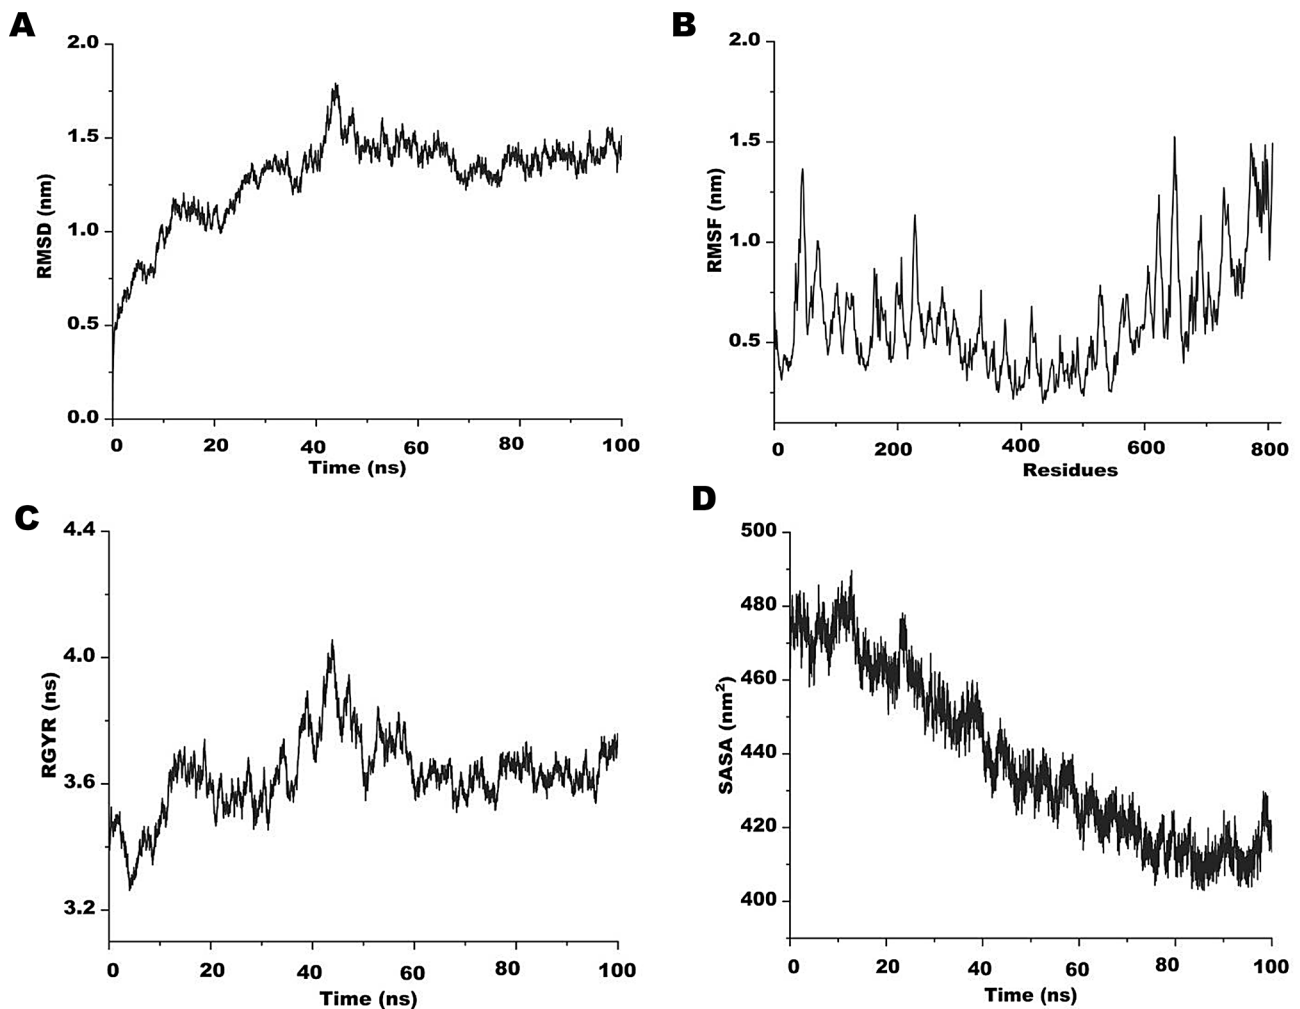 A
2.0
1.5
1.0
0.5
0.0
RMSD (nm)
0 20 40 60 80 100
Time (ns)
B
2.0
1.5
1.0
0.5
RMSF (nm)
0 200 400 600 800
Residues
C
4.4
4.0
3.6
3.2
RGYR (ns)
0 20 40 60 80 100
Time (ns)
D
500
480
460
440
420
400
SASA (nm²)
0 20 40 60 80 100
Time (ns)